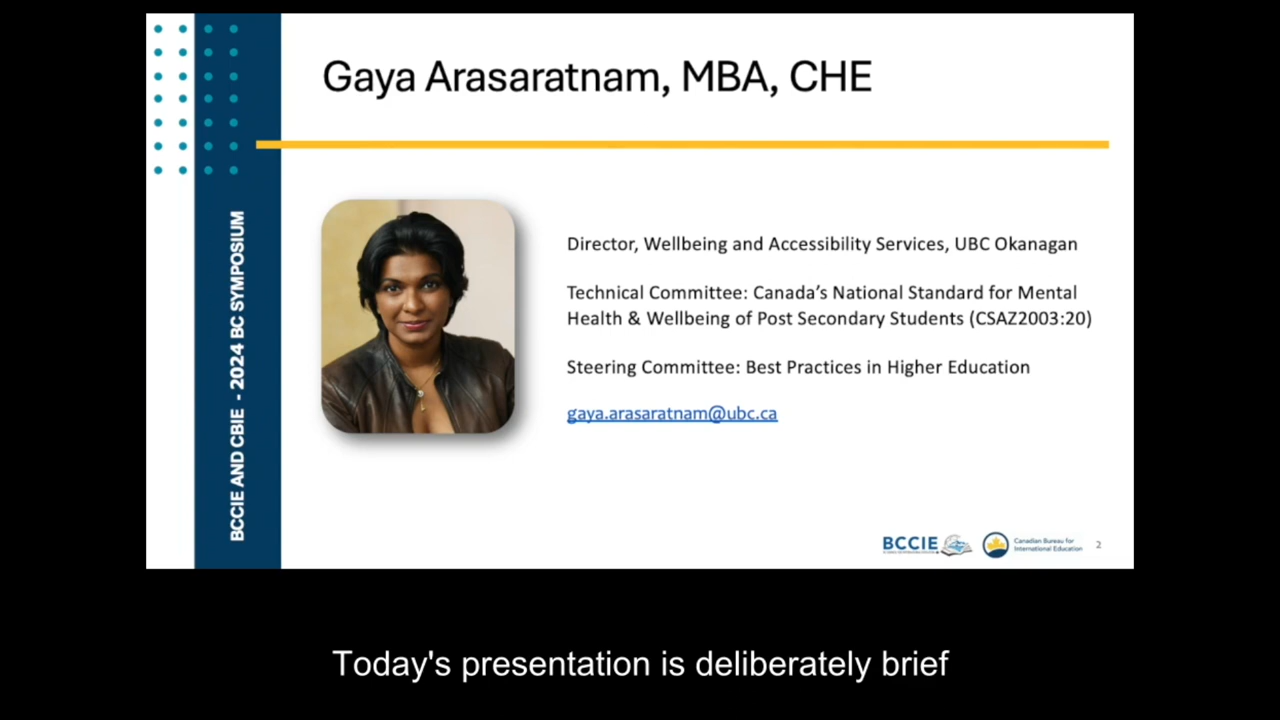 Gaya Arasaratnam, MBA, CHE
BCCIE AND CBIE - 2024 BC SYMPOSIUM
Director, Wellbeing and Accessibility Services, UBC Okanagan
Technical Committee: Canada’s National Standard for Mental
Health & Wellbeing of Post Secondary Students (CSAZ2003:20)
Steering Committee: Best Practices in Higher Education
gaya.arasaratnam@ubc.ca
BCCIE
Canadian Bureau for
International Education
2
Today's presentation is deliberately brief